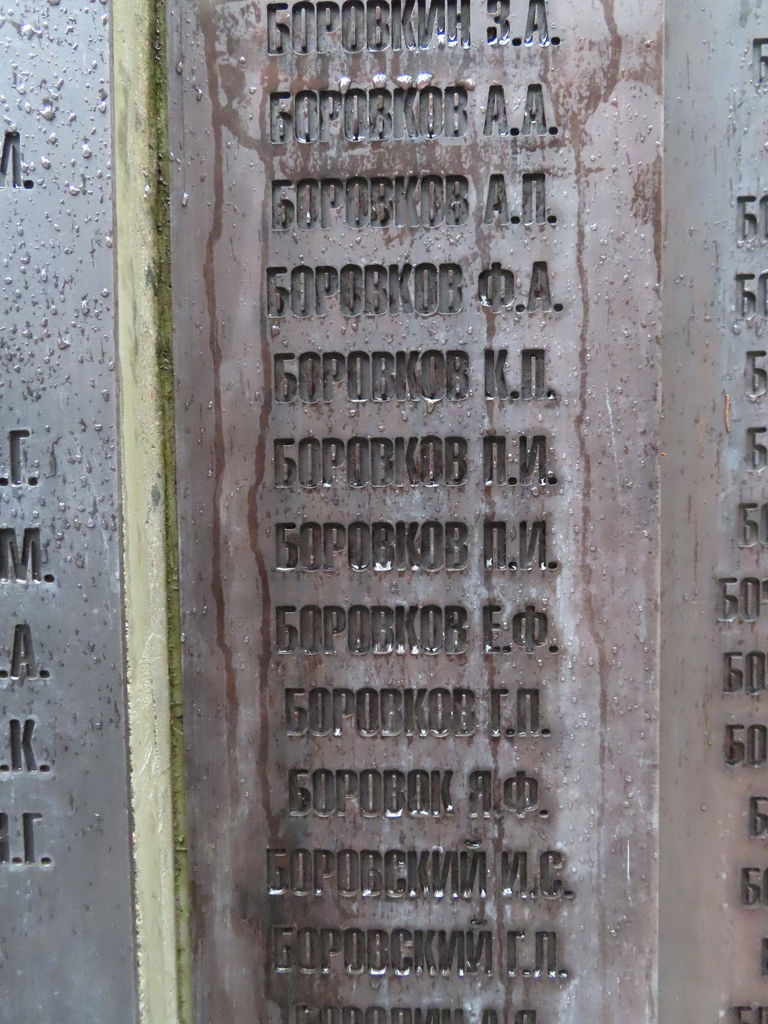 БОРОВКИН З.А.
БОРОВКОВ А.А.
БОРОВКОВ А.П.
БОРОВКОВ Ф.А.
БОРОВКОВ К.П.
БОРОВКОВ П.И.
БОРОВКОВ П.И.
БОРОВКОВ Е.Ф.
БОРОВКОВ Г.П.
БОРОВОК Я.Ф.
БОРОВСКИЙ И.С.
БОРОВСКИЙ Г.П.